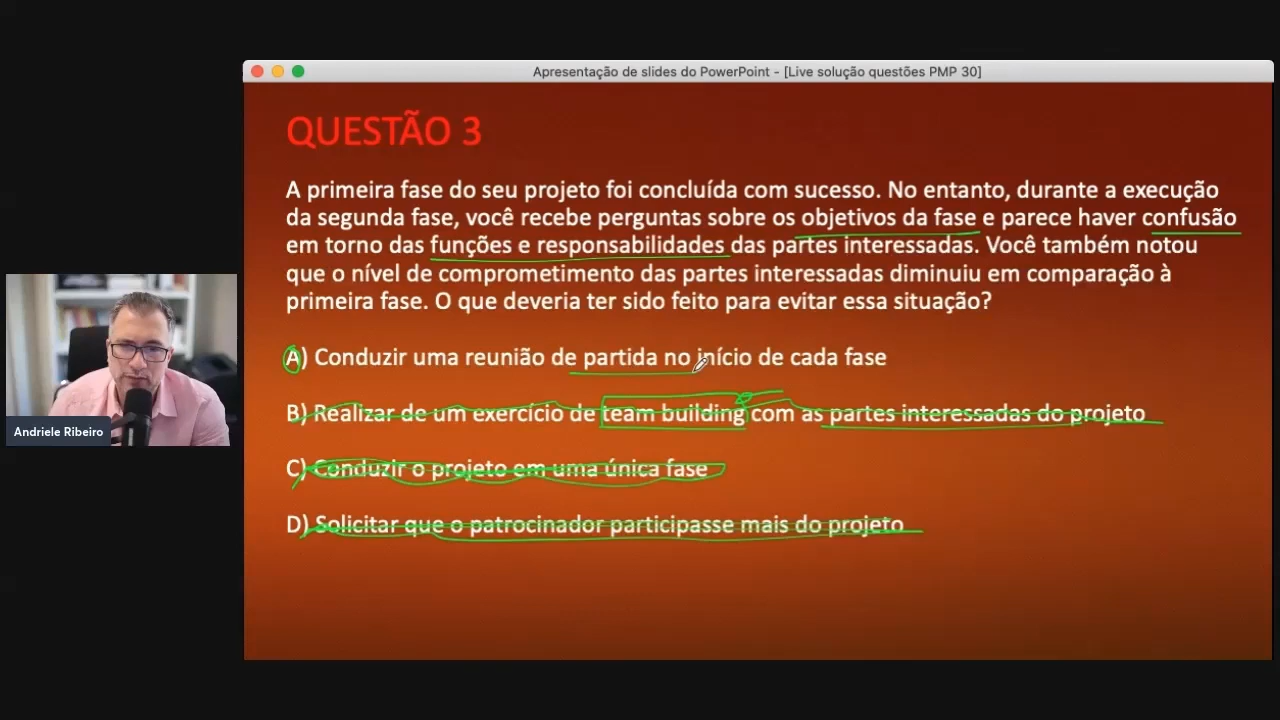 Apresentação de slides do PowerPoint - [Live solução questões PMP 30]
QUESTÃO 3
A primeira fase do seu projeto foi concluída com sucesso. No entanto, durante a execução
da segunda fase, você recebe perguntas sobre os objetivos da fase e parece haver confusão
em torno das funções e responsabilidades das partes interessadas. Você também notou
que o nível de comprometimento das partes interessadas diminuiu em comparação à
primeira fase. O que deveria ter sido feito para evitar essa situação?
A) Conduzir uma reunião de partida no início de cada fase
B) Realizar de um exercício de team building com as partes interessadas do projeto
C) Conduzir o projeto em uma única fase
D) Solicitar que o patrocinador participasse mais do projeto
Andriele Ribeiro